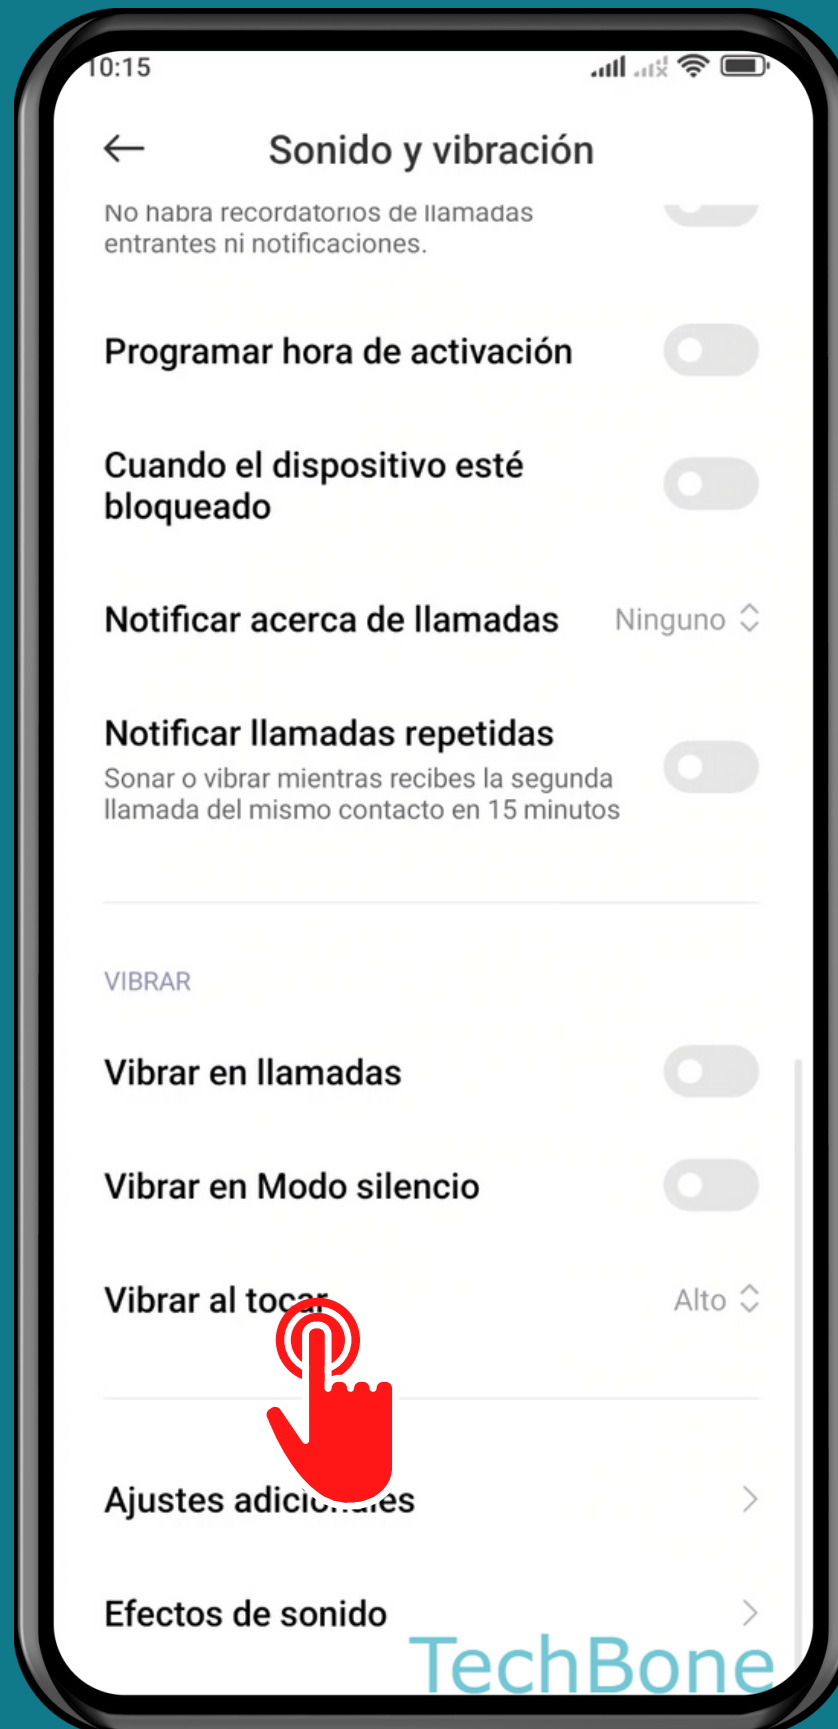 10:15
Sonido y vibración
No habrá recordatorios de llamadas
entrantes ni notificaciones.
Programar hora de activación
Cuando el dispositivo esté
bloqueado
Notificar acerca de llamadas Ninguno
Notificar llamadas repetidas
Sonar o vibrar mientras recibes la segunda
llamada del mismo contacto en 15 minutos
VIBRAR
Vibrar en llamadas
Vibrar en Modo silencio
Vibrar al tocar Alto
Ajustes adicionales
Efectos de sonido
TechBone